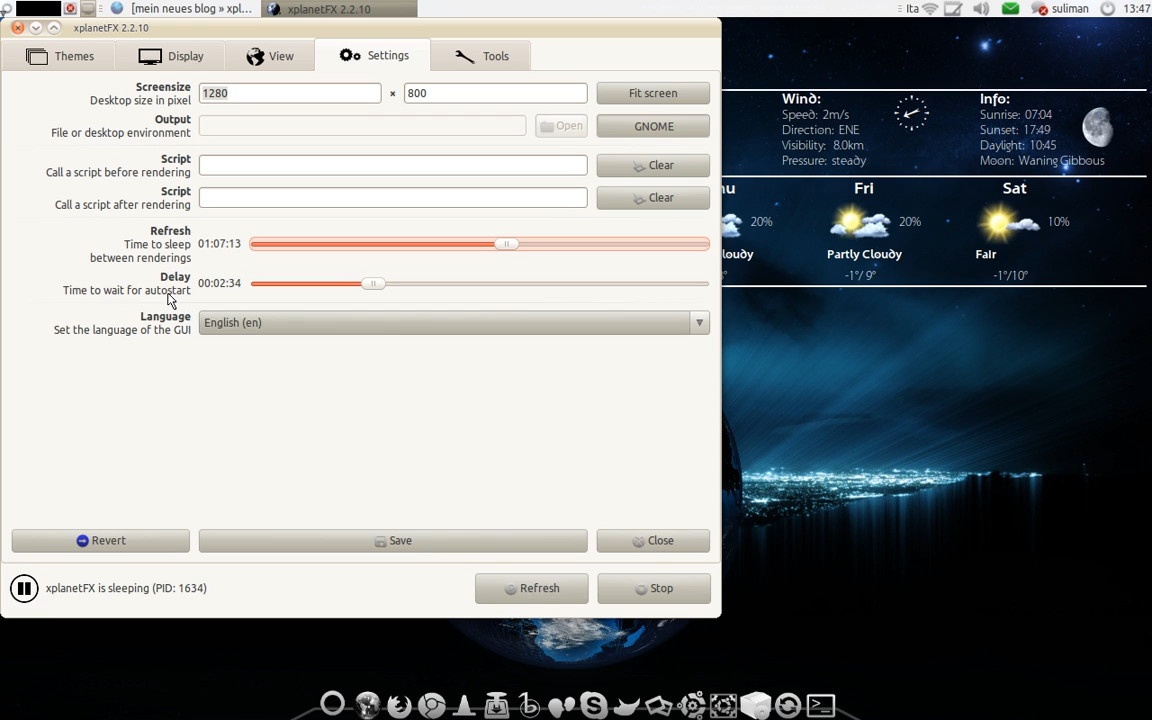 [mein neues blog » xpl...
xplanetFX 2.2.10
Ita
suliman
13:47
xplanetFX 2.2.10
Themes
Display
View
Settings
Tools
Screensize
Desktop size in pixel
1280
×
800
Fit screen
Output
File or desktop environment
Open
GNOME
Script
Call a script before rendering
Clear
Script
Call a script after rendering
Clear
Refresh
Time to sleep
between renderings
01:07:13
Delay
Time to wait for autostart
00:02:34
Language
Set the language of the GUI
English (en)
Revert
Save
Close
xplanetFX is sleeping (PID: 1634)
Refresh
Stop
Wind:
Speed: 2m/s
Direction: ENE
Visibility: 8.0km
Pressure: steady
Info:
Sunrise: 07:04
Sunset: 17:49
Daylight: 10:45
Moon: Waning Gibbous
Fri
Sat
20%
20%
10%
Partly Cloudy
Fair
-1°/ 9°
-1°/10°